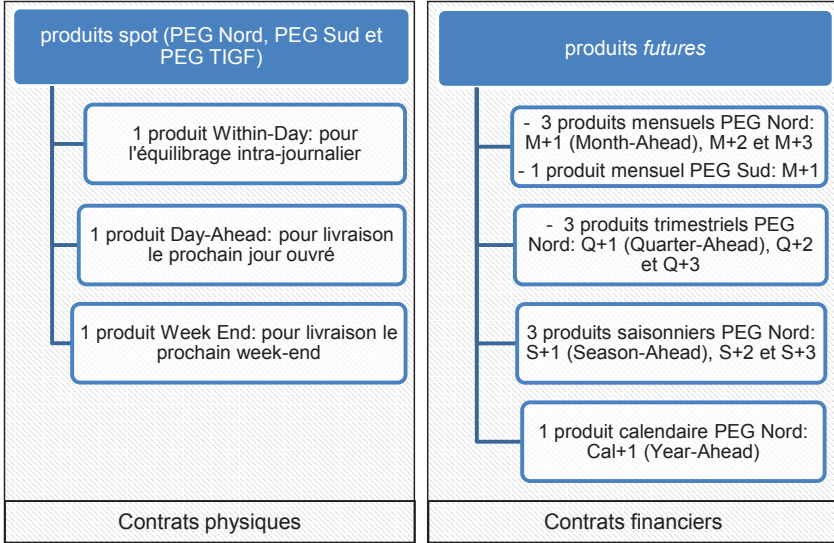 produits spot (PEG Nord, PEG Sud et
PEG TIGF)
1 produit Within-Day: pour
l'équilibrage intra-journalier
1 produit Day-Ahead: pour livraison
le prochain jour ouvré
1 produit Week End: pour livraison le
prochain week-end
Contrats physiques
produits futures
- 3 produits mensuels PEG Nord:
M+1 (Month-Ahead), M+2 et M+3
- 1 produit mensuel PEG Sud: M+1
- 3 produits trimestriels PEG
Nord: Q+1 (Quarter-Ahead), Q+2
et Q+3
3 produits saisonniers PEG Nord:
S+1 (Season-Ahead), S+2 et S+3
1 produit calendaire PEG Nord:
Cal+1 (Year-Ahead)
Contrats financiers